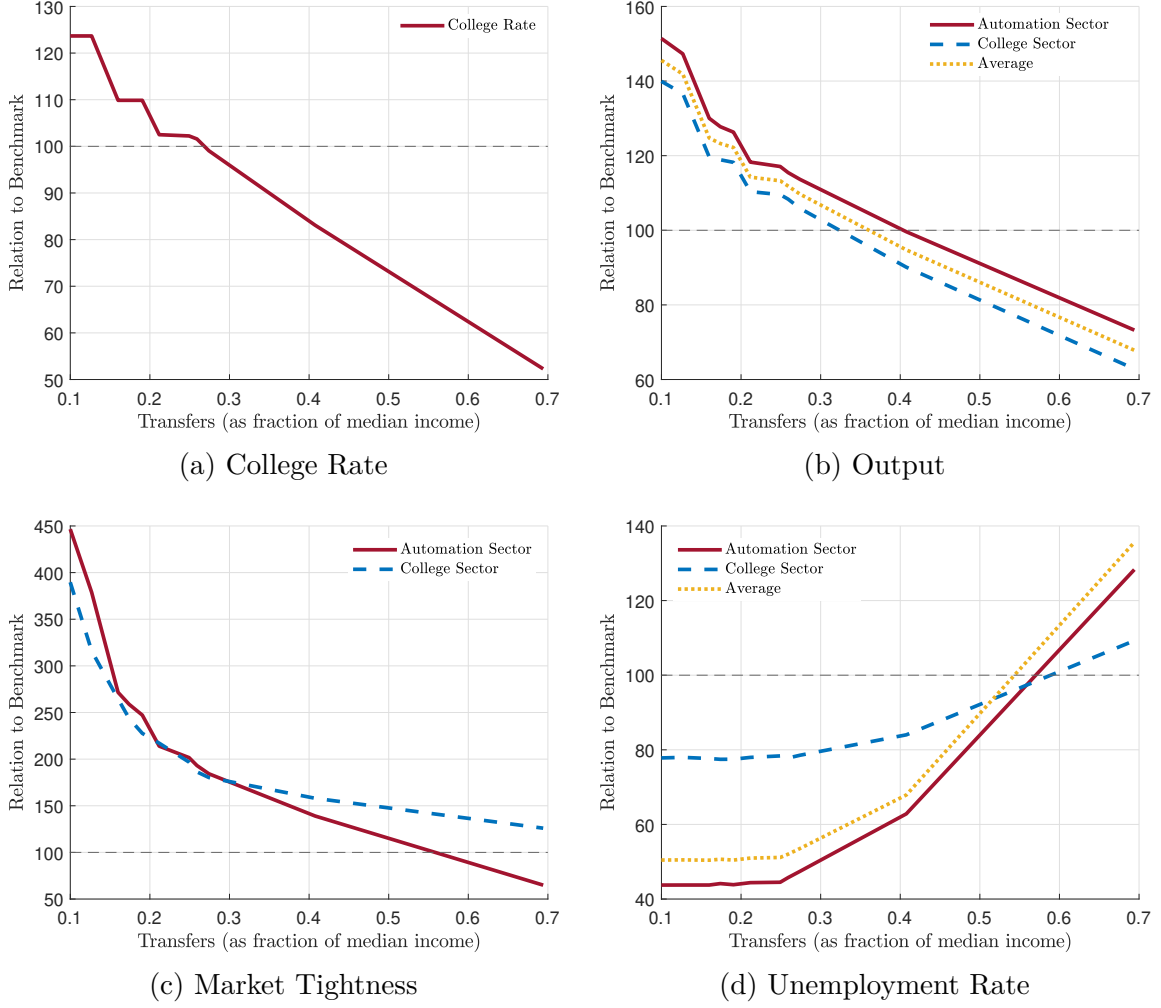 College Rate
130
120
110
100
90
80
70
60
50
0.1 0.2 0.3 0.4 0.5 0.6 0.7
Relation to Benchmark
Transfers (as fraction of median income)
(a) College Rate
Automation Sector
College Sector
Average
160
140
120
100
80
60
0.1 0.2 0.3 0.4 0.5 0.6 0.7
Relation to Benchmark
Transfers (as fraction of median income)
(b) Output
Automation Sector
College Sector
450
400
350
300
250
200
150
100
50
0.1 0.2 0.3 0.4 0.5 0.6 0.7
Relation to Benchmark
Transfers (as fraction of median income)
(c) Market Tightness
Automation Sector
College Sector
Average
140
120
100
80
60
40
0.1 0.2 0.3 0.4 0.5 0.6 0.7
Relation to Benchmark
Transfers (as fraction of median income)
(d) Unemployment Rate